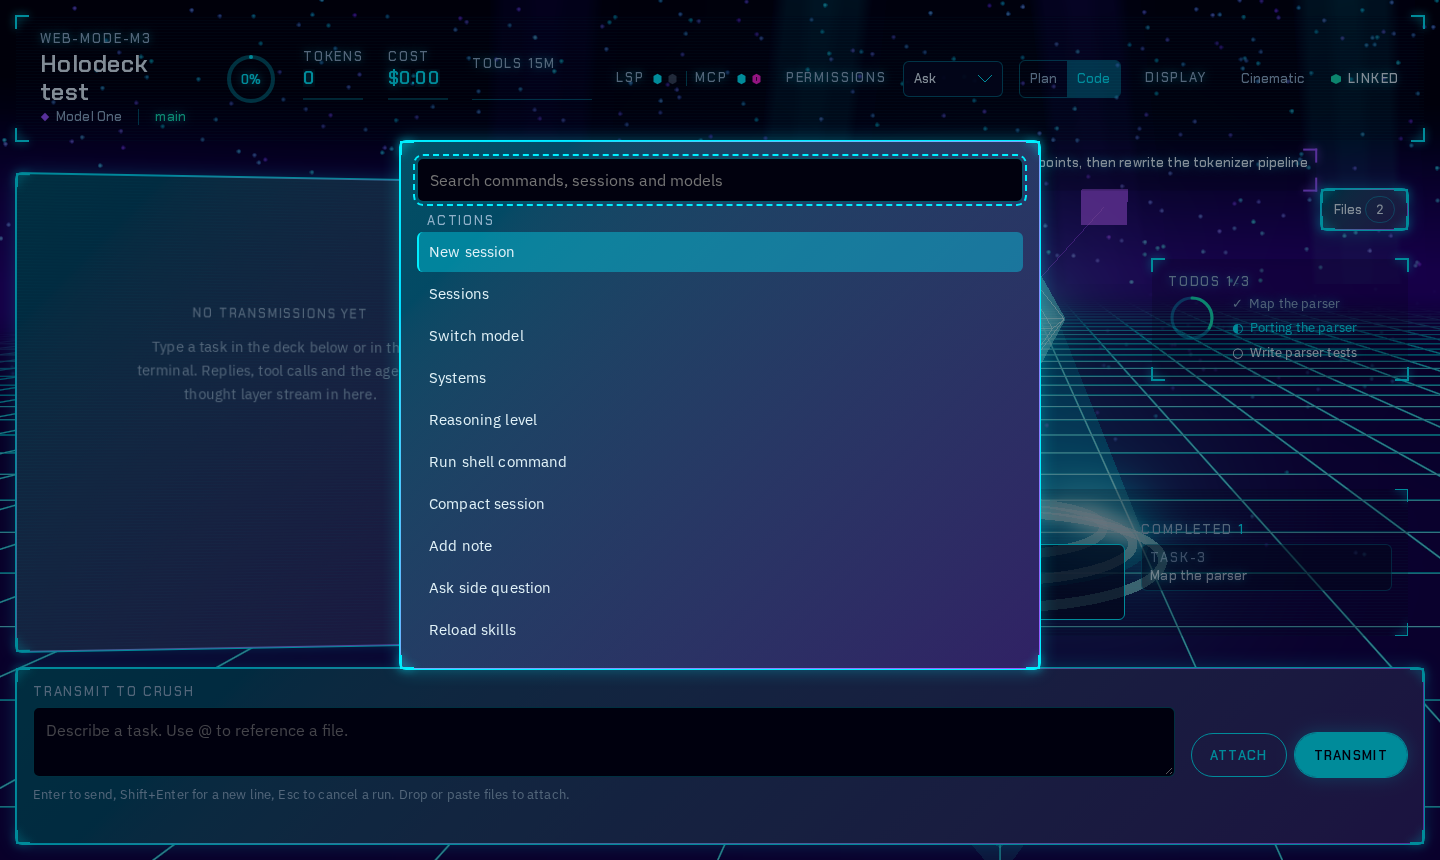 WEB-MODE-M3
Holodeck
test
Model One
main
0%
TOKENS
0
COST
$0.00
TOOLS 15M
LSP
MCP
PERMISSIONS
Ask
Plan
Code
DISPLAY
Cinematic
LINKED
points, then rewrite the tokenizer pipeline
Files 2
Search commands, sessions and models
ACTIONS
New session
Sessions
Switch model
Systems
Reasoning level
Run shell command
Compact session
Add note
Ask side question
Reload skills
NO TRANSMISSIONS YET
Type a task in the deck below or in th
terminal. Replies, tool calls and the age
thought layer stream in here.
TODOS 1/3
✓ Map the parser
◐ Porting the parser
○ Write parser tests
COMPLETED 1
TASK-3
Map the parser
TRANSMIT TO CRUSH
Describe a task. Use @ to reference a file.
ATTACH
TRANSMIT
Enter to send, Shift+Enter for a new line, Esc to cancel a run. Drop or paste files to attach.